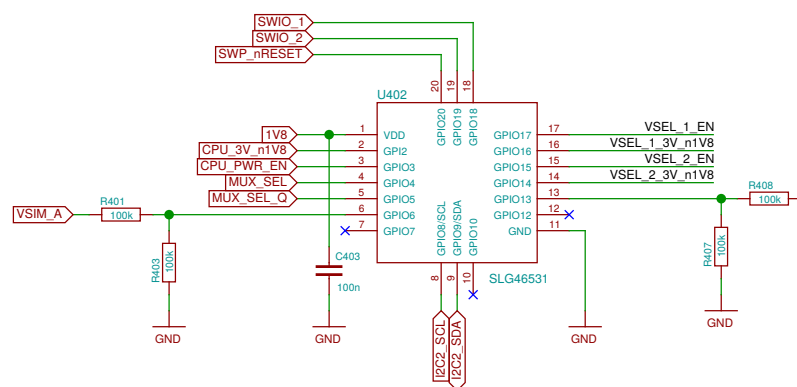 SWIO_1
SWIO_2
SWP_nRESET
20
19
18
U402
GPIO20
GPIO19
GPIO18
1V8
1
VDD
GPIO17
17
VSEL_1_EN
CPU_3V_n1V8
2
GPI2
GPIO16
16
VSEL_1_3V_n1V8
CPU_PWR_EN
3
GPIO3
GPIO15
15
VSEL_2_EN
MUX_SEL
4
GPIO4
GPIO14
14
VSEL_2_3V_n1V8
MUX_SEL_Q
5
GPIO5
GPIO13
13
R408
100k
VSIM_A
R401
100k
6
GPIO6
GPIO12
12
7
GPIO7
GND
11
GPIO8/SCL
GPIO9/SDA
GPIO10
R403
100k
C403
100n
R407
100k
8
9
10
SLG46531
I2C2_SCL
I2C2_SDA
GND
GND
GND
GND